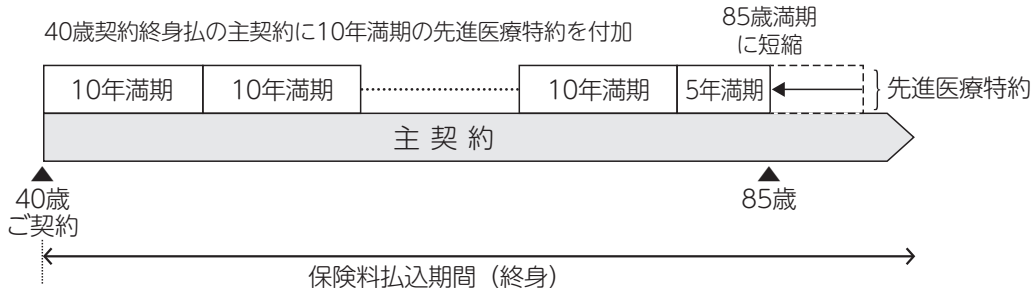 40歳契約終身払の主契約に10年満期の先進医療特約を付加
85歳満期
に短縮
10年満期
10年満期
10年満期
5年満期
先進医療特約
主契約
40歳
ご契約
85歳
保険料払込期間（終身）